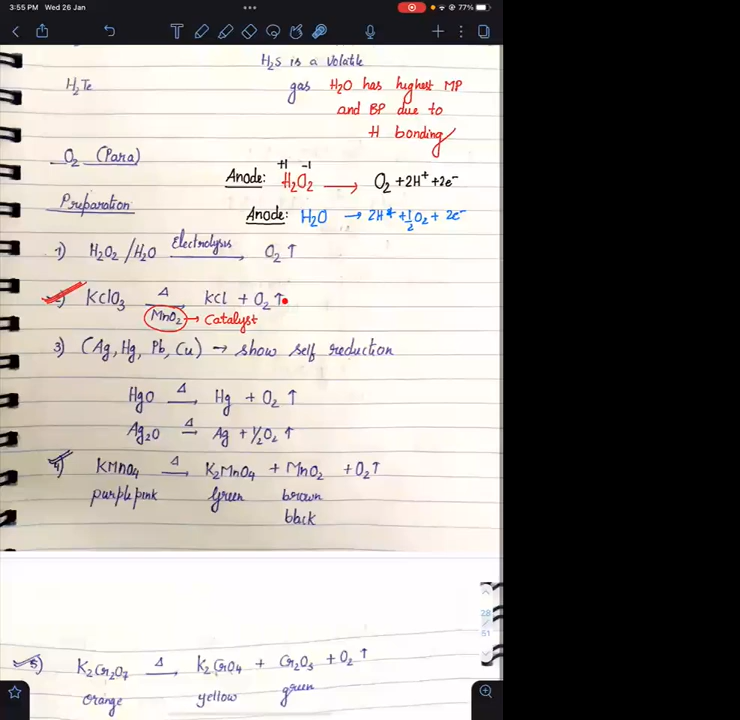 3:55 PM Wed 26 Jan
77%
H2S is a volatile
H2Te
gas H2O has highest MP
and BP due to
H bonding
O2 (Para)
Anode: H2O2 → O2 + 2H+ + 2e-
+1 -1
Preparation
Anode: H2O → 2H+ + 1/2 O2 + 2e-
1) H2O2 / H2O Electrolysis → O2 ↑
2) KClO3 Δ → KCl + O2 ↑
MnO2 → Catalyst
3) (Ag, Hg, Pb, Cu) → show self reduction
HgO Δ → Hg + O2 ↑
Ag2O Δ → Ag + 1/2 O2 ↑
4) KMnO4 Δ → K2MnO4 + MnO2 + O2 ↑
purple pink Green brown
black
28
51
5) K2Cr2O7 Δ → K2CrO4 + Cr2O3 + O2 ↑
orange yellow green